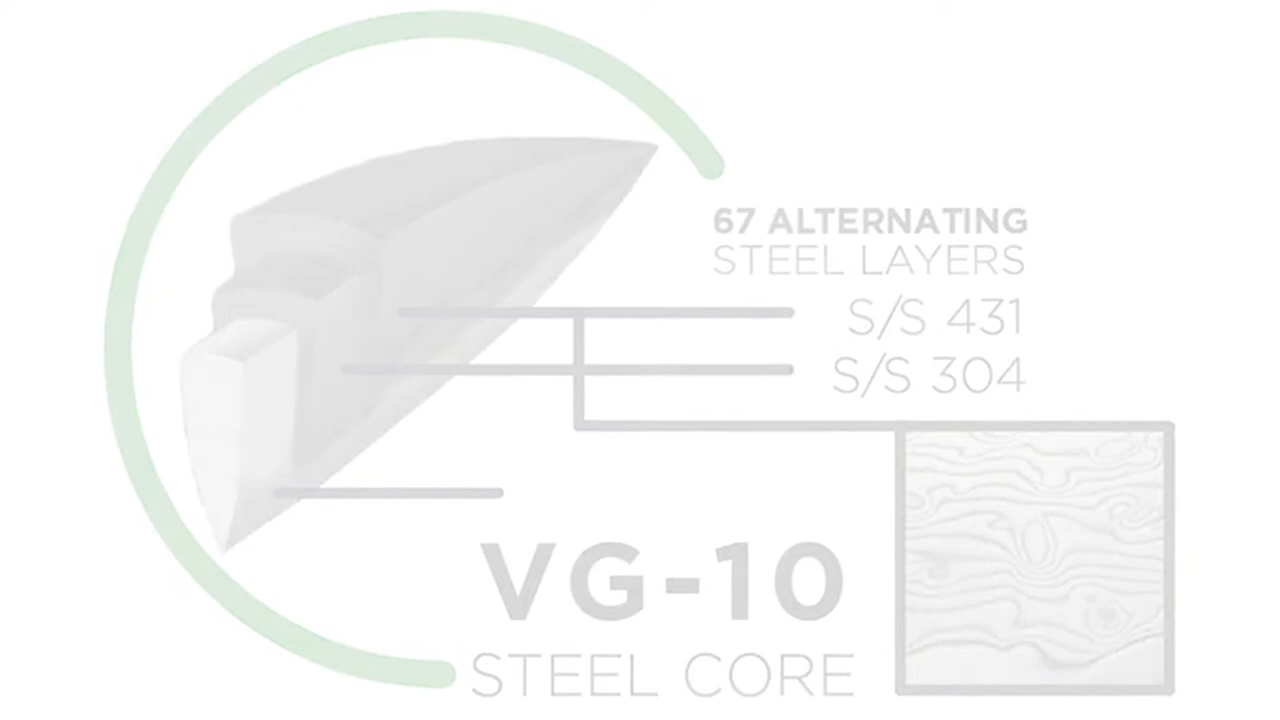 67 ALTERNATING
STEEL LAYERS
S/S 431
S/S 304
VG-10
STEEL CORE